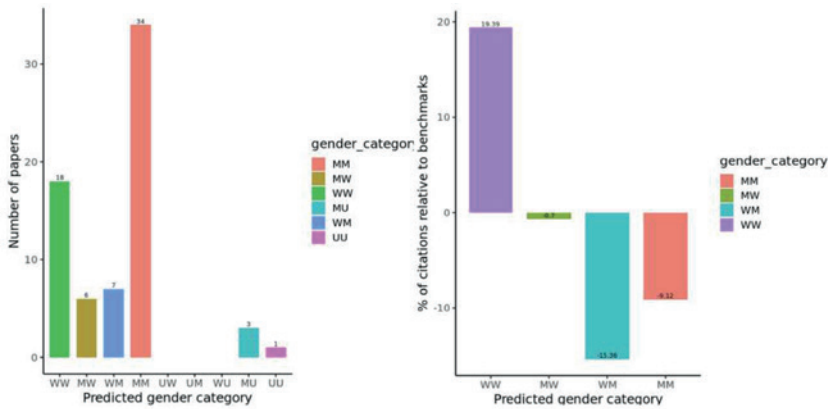 34
30
20
18
10
7
6
3
1
0
Number of papers
WW MW WM MM UW UM WU MU UU
Predicted gender category
gender_category
MM
MW
WW
MU
WM
UU
20
19.39
10
0
-0.7
-9.12
-10
-15.36
% of citations relative to benchmarks
WW MW WM MM
Predicted gender category
gender_category
MM
MW
WM
WW